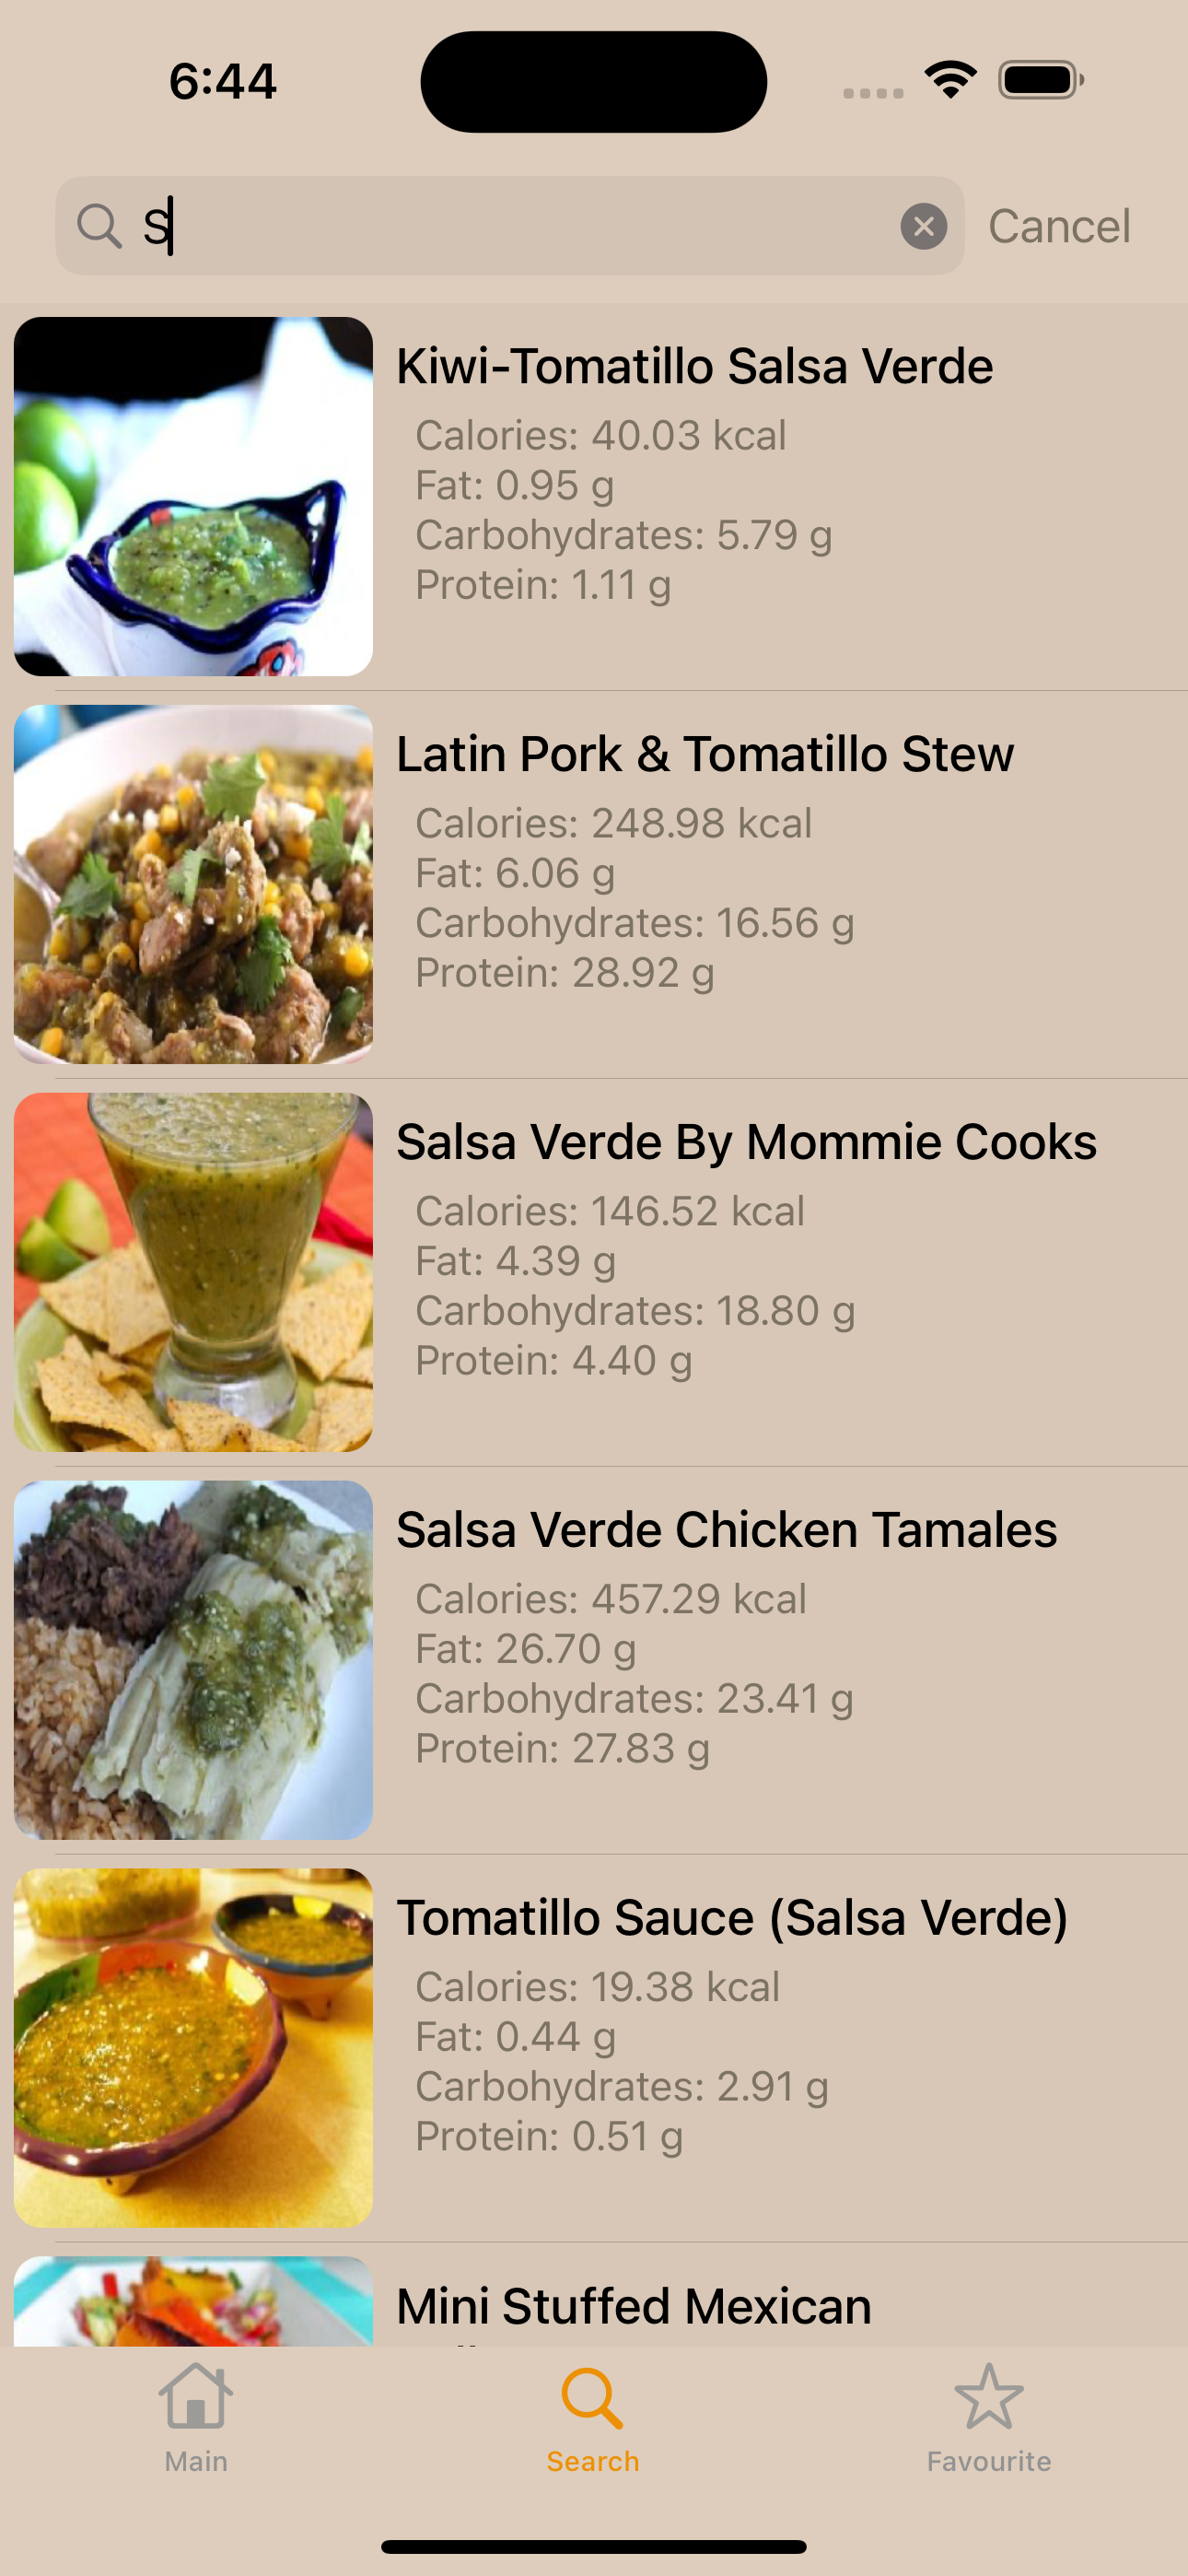 6:44
S
Cancel
Kiwi-Tomatillo Salsa Verde
Calories: 40.03 kcal
Fat: 0.95 g
Carbohydrates: 5.79 g
Protein: 1.11 g
Latin Pork & Tomatillo Stew
Calories: 248.98 kcal
Fat: 6.06 g
Carbohydrates: 16.56 g
Protein: 28.92 g
Salsa Verde By Mommie Cooks
Calories: 146.52 kcal
Fat: 4.39 g
Carbohydrates: 18.80 g
Protein: 4.40 g
Salsa Verde Chicken Tamales
Calories: 457.29 kcal
Fat: 26.70 g
Carbohydrates: 23.41 g
Protein: 27.83 g
Tomatillo Sauce (Salsa Verde)
Calories: 19.38 kcal
Fat: 0.44 g
Carbohydrates: 2.91 g
Protein: 0.51 g
Mini Stuffed Mexican
Main
Search
Favourite